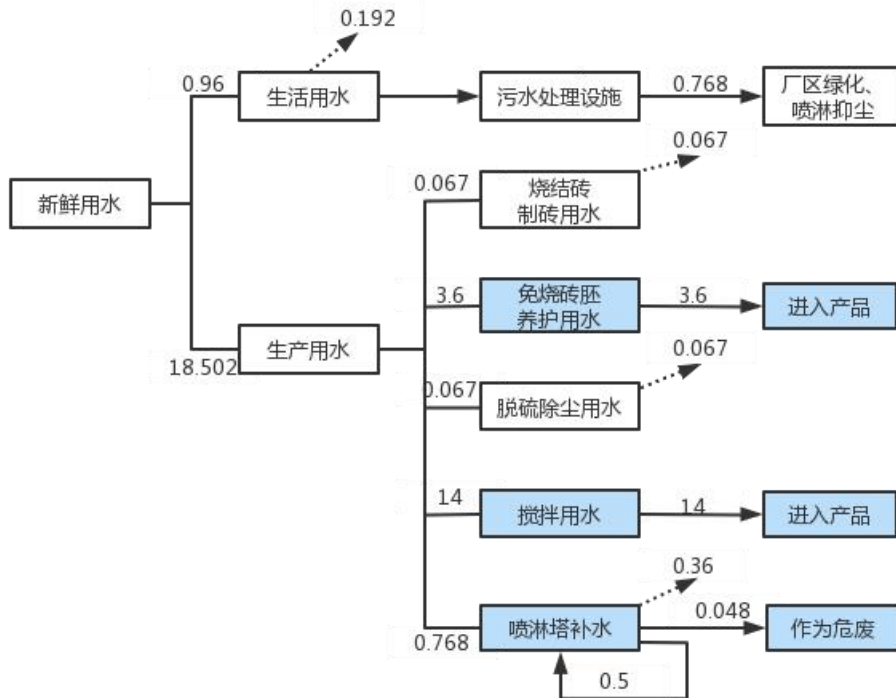 0.192
0.96
生活用水
污水处理设施
0.768
厂区绿化、
喷淋抑尘
0.067
新鲜用水
0.067
烧结砖
制砖用水
3.6
免烧砖胚
养护用水
3.6
进入产品
18.502
生产用水
0.067
0.067
脱硫除尘用水
14
搅拌用水
14
进入产品
0.36
0.768
喷淋塔补水
0.048
作为危废
0.5